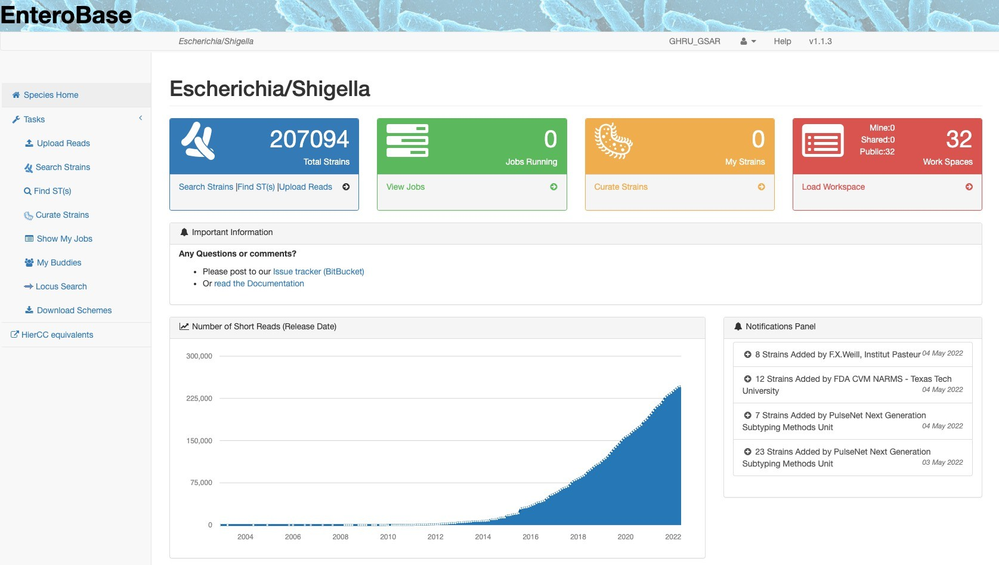 EnteroBase
Escherichia/Shigella
GHRU_GSAR
Help
v1.1.3
Species Home
Tasks
Upload Reads
Search Strains
Find ST(s)
Curate Strains
Show My Jobs
My Buddies
Locus Search
Download Schemes
HierCC equivalents
Escherichia/Shigella
207094
Total Strains
Search Strains |Find ST(s) |Upload Reads
0
Jobs Running
View Jobs
0
My Strains
Curate Strains
Mine:0
Shared:0
Public:32
32
Work Spaces
Load Workspace
Important Information
Any Questions or comments?
• Please post to our Issue tracker (BitBucket)
• Or read the Documentation
Number of Short Reads (Release Date)
300,000
225,000
150,000
75,000
0
2004 2006 2008 2010 2012 2014 2016 2018 2020 2022
Notifications Panel
8 Strains Added by F.X.Weill, Institut Pasteur 04 May 2022
12 Strains Added by FDA CVM NARMS - Texas Tech
University 04 May 2022
7 Strains Added by PulseNet Next Generation
Subtyping Methods Unit 04 May 2022
23 Strains Added by PulseNet Next Generation
Subtyping Methods Unit 03 May 2022